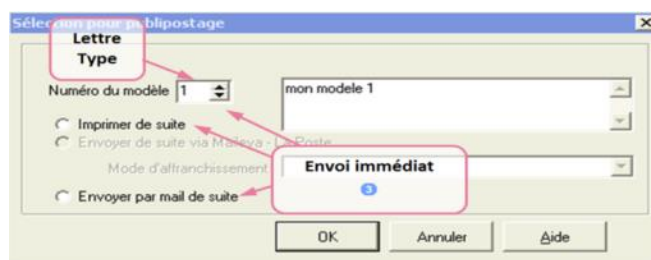 Sélection pour publipostage
Lettre
Type
Numéro du modèle 1
mon modele 1
Imprimer de suite
Envoyer de suite via Maileva - La Poste
Mode d'affranchissement
Envoi immédiat
3
Envoyer par mail de suite
OK Annuler Aide